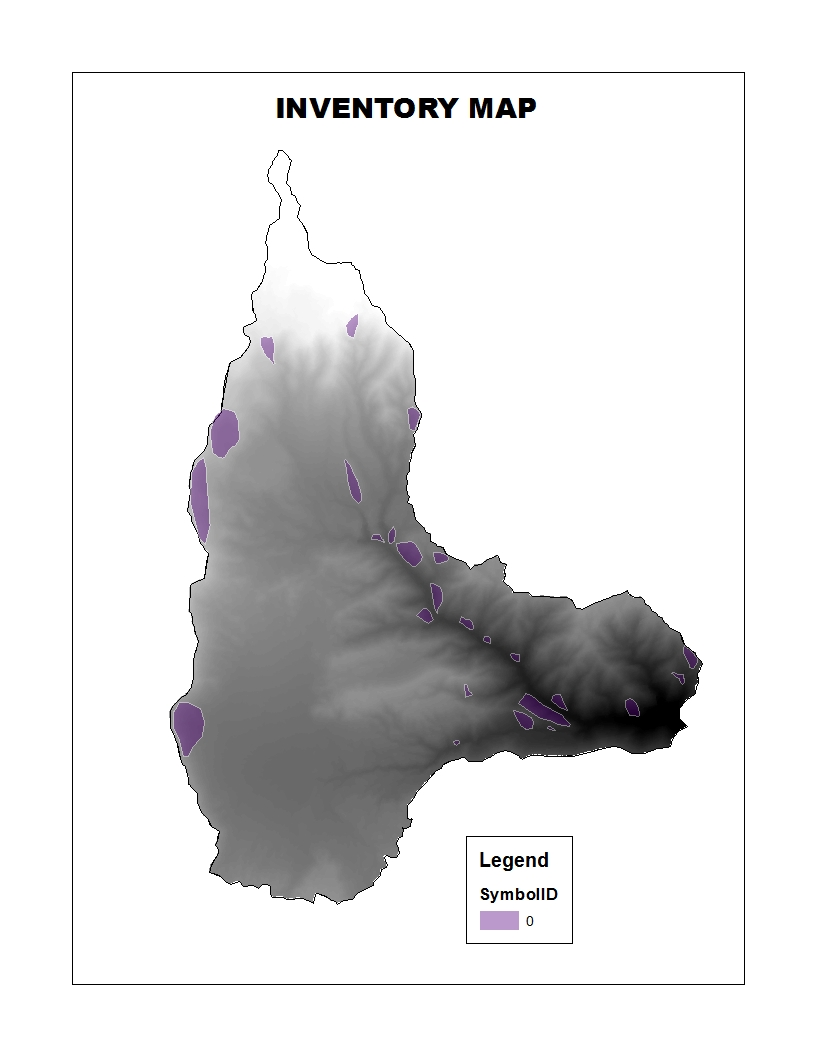 INVENTORY MAP
Legend
SymbolID
0